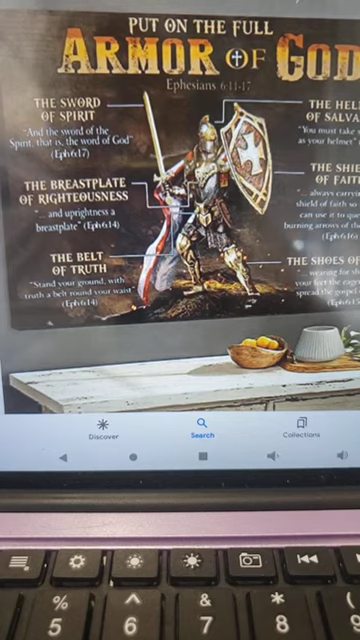 PUT ON THE FULL
ARMOR OF GOD
Ephesians 6:11-17
THE SWORD
OF SPIRIT
"And the sword of the
Spirit, that is, the word of God"
(Eph6:17)
THE BREASTPLATE
OF RIGHTEOUSNESS
"... and uprightness a
breastplate" (Eph6:14)
THE BELT
OF TRUTH
"Stand your ground, with
truth a belt round your waist"
(Eph6:14)
THE HEL
OF SALVA
"You must take
as your helmet"
THE SHIE
OF FAIT
"... always carryin
shield of faith so
can use it to qu
burning arrows of the
(Eph6:16)
THE SHOES OF
"... wearing for sh
your feet the eage
spread the gospel
(Eph6:1
Discover
Search
Collections
% ^ & * (
5 6 7 8 9